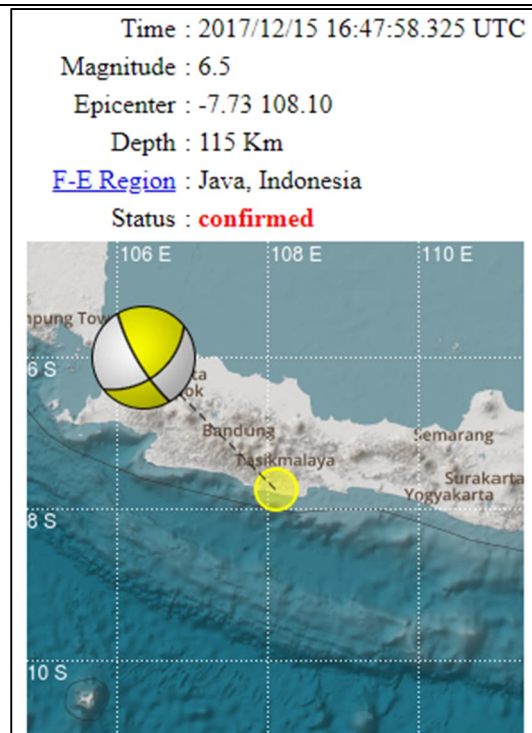 Time : 2017/12/15 16:47:58.325 UTC
Magnitude : 6.5
Epicenter : -7.73 108.10
Depth : 115 Km
F-E Region : Java, Indonesia
Status : confirmed
106 E 108 E 110 E
6 S
Bandung
Semarang
Tasikmalaya
Surakarta
Yogyakarta
8 S
10 S